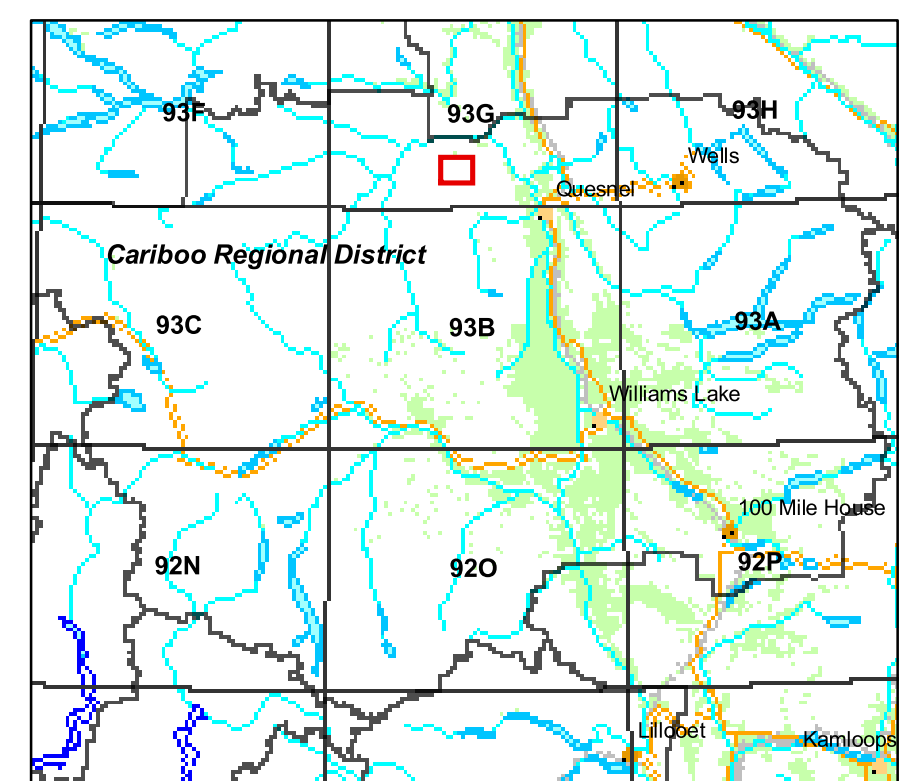 93F
93G
93H
Wells
Quesnel
Cariboo Regional District
93C
93B
93A
Williams Lake
100 Mile House
92N
92O
92P
Lillooet
Kamloops